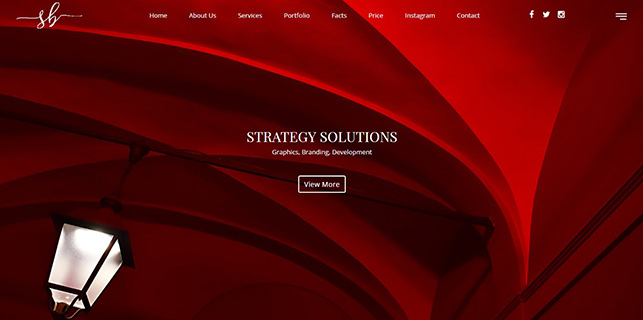 sb
Home About Us Services Portfolio Facts Price Instagram Contact
STRATEGY SOLUTIONS
Graphics, Branding, Development
View More